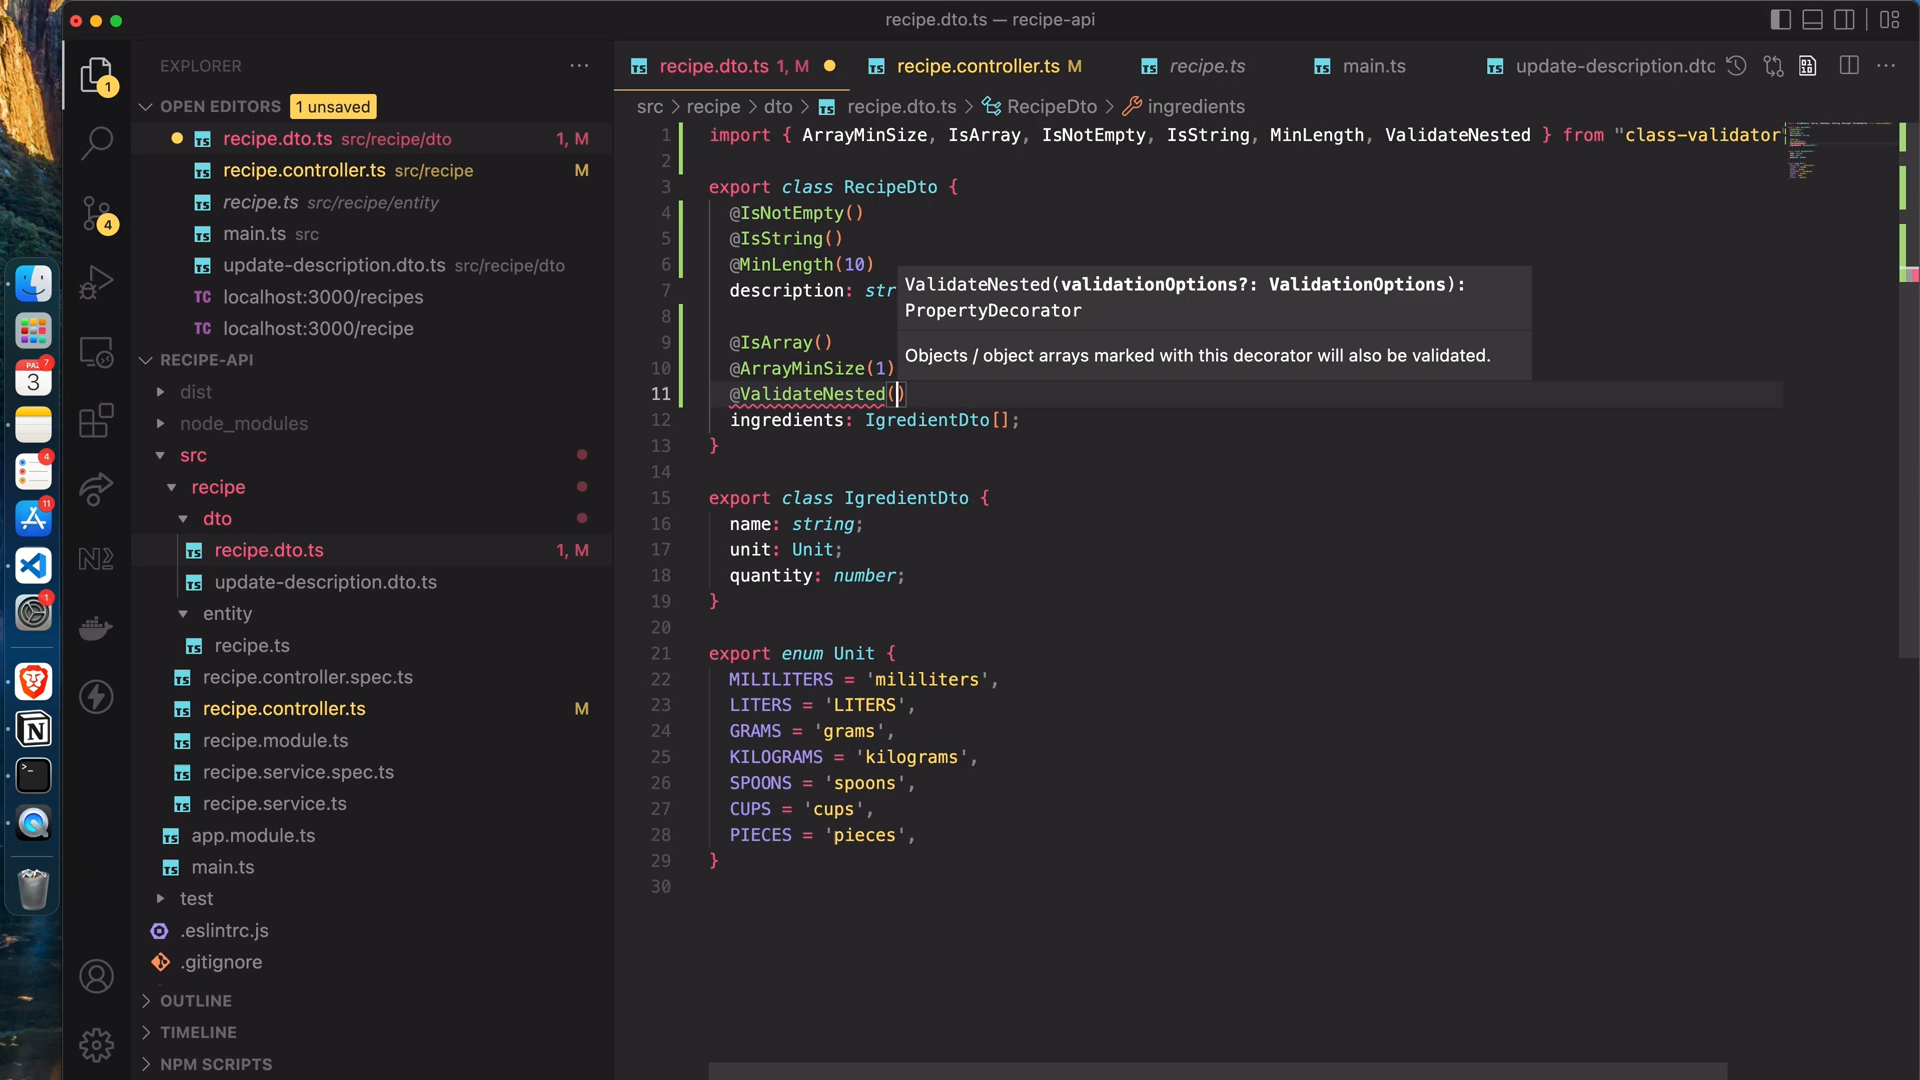 recipe.dto.ts — recipe-api
EXPLORER
OPEN EDITORS 1 unsaved
recipe.dto.ts src/recipe/dto 1, M
recipe.controller.ts src/recipe M
recipe.ts src/recipe/entity
main.ts src
update-description.dto.ts src/recipe/dto
TC localhost:3000/recipes
TC localhost:3000/recipe
RECIPE-API
dist
node_modules
src
recipe
dto
recipe.dto.ts 1, M
update-description.dto.ts
entity
recipe.ts
recipe.controller.spec.ts
recipe.controller.ts M
recipe.module.ts
recipe.service.spec.ts
recipe.service.ts
app.module.ts
main.ts
test
.eslintrc.js
.gitignore
OUTLINE
TIMELINE
NPM SCRIPTS
1
4
PAŹ
7
3
4
11
1
recipe.dto.ts 1, M recipe.controller.ts M recipe.ts main.ts update-description.dtc
src > recipe > dto > recipe.dto.ts > RecipeDto > ingredients
1 import { ArrayMinSize, IsArray, IsNotEmpty, IsString, MinLength, ValidateNested } from "class-validator
2
3 export class RecipeDto {
4 @IsNotEmpty()
5 @IsString()
6 @MinLength(10)
7 description: str
8
9 @IsArray()
10 @ArrayMinSize(1)
11 @ValidateNested()
12 ingredients: IgredientDto[];
13 }
14
15 export class IgredientDto {
16 name: string;
17 unit: Unit;
18 quantity: number;
19 }
20
21 export enum Unit {
22 MILILITERS = 'mililiters',
23 LITERS = 'LITERS',
24 GRAMS = 'grams',
25 KILOGRAMS = 'kilograms',
26 SPOONS = 'spoons',
27 CUPS = 'cups',
28 PIECES = 'pieces',
29 }
30
ValidateNested(validationOptions?: ValidationOptions):
PropertyDecorator
Objects / object arrays marked with this decorator will also be validated.